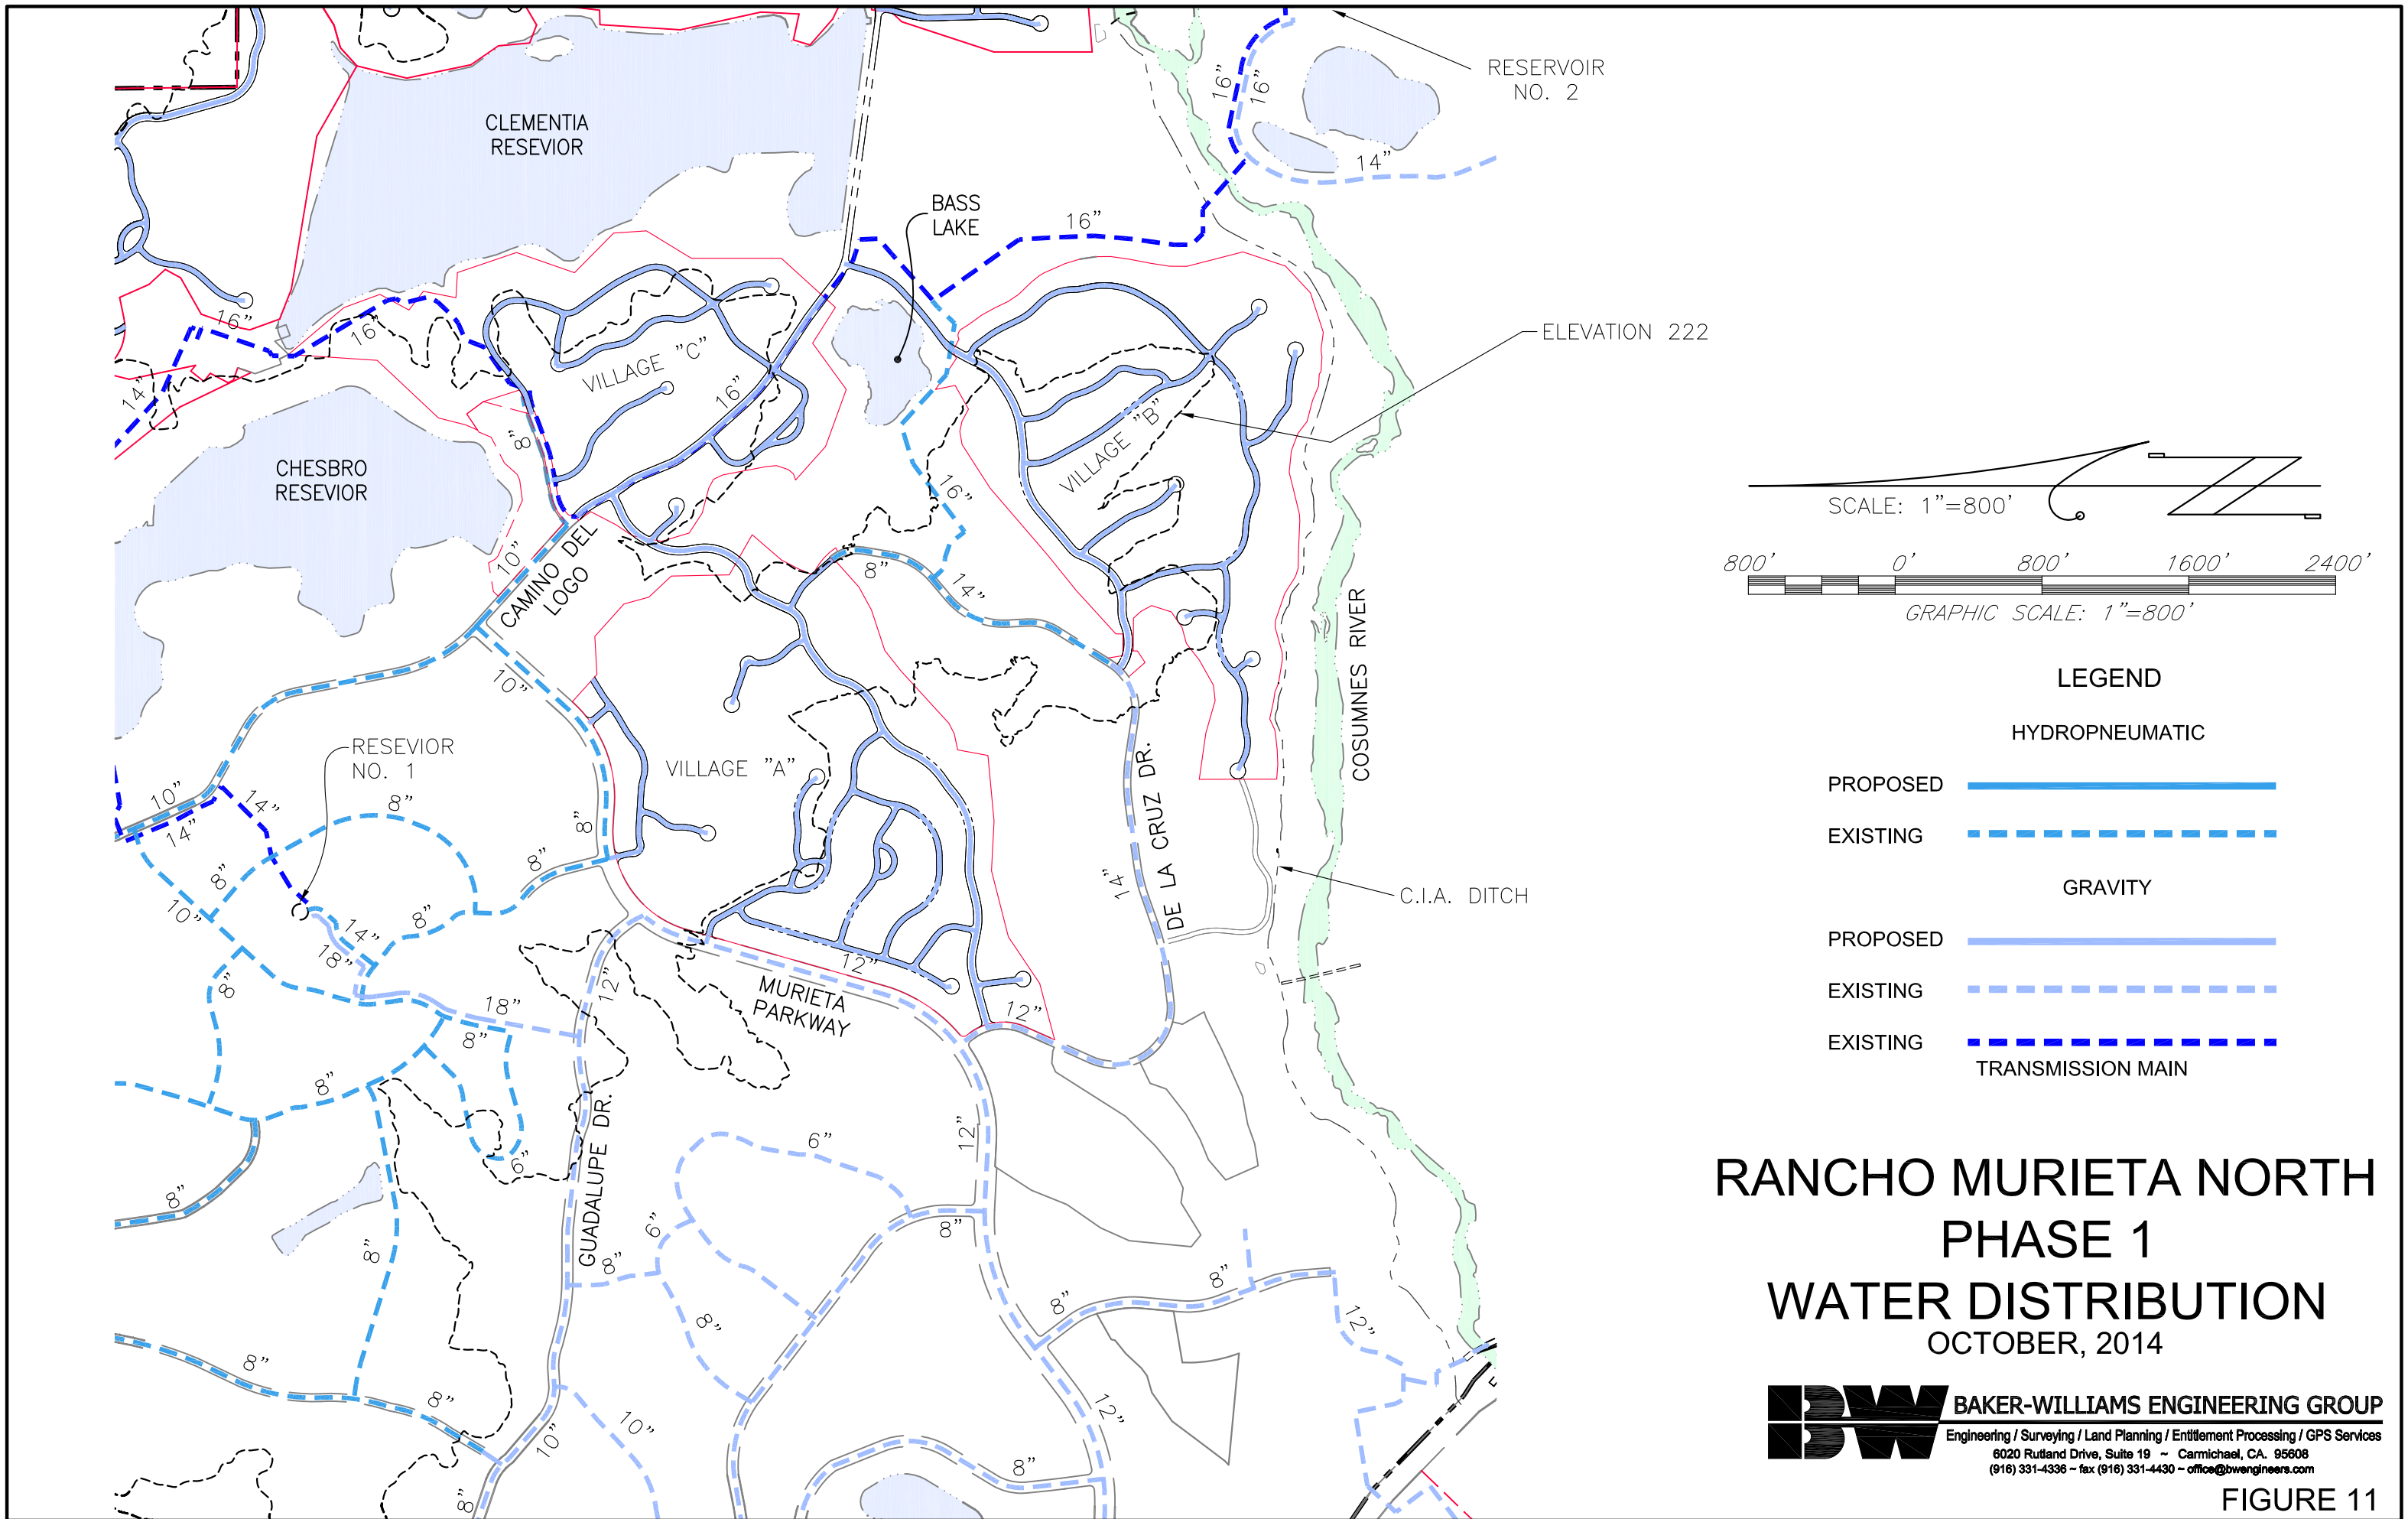 RESERVOIR
NO. 2
16"
16"
14"
CLEMENTIA
RESEVIOR
BASS
LAKE
16"
ELEVATION 222
16"
16"
14"
VILLAGE "C"
16"
8"
VILLAGE "B"
CHESBRO
RESEVIOR
16"
10"
CAMINO DEL
LOGO
8"
14"
10"
COSUMNES RIVER
RESEVIOR
NO. 1
VILLAGE "A"
DE LA CRUZ DR.
10"
14"
14"
8"
8"
8"
8"
14"
C.I.A. DITCH
10"
8"
14"
18"
8"
18"
8"
12"
12"
MURIETA
PARKWAY
12"
8"
12"
6"
6"
8"
8"
GUADALUPE DR.
6"
8"
8"
8"
8"
8"
12"
8"
8"
10"
10"
12"
8"
8"
SCALE: 1"=800'
800'
0'
800'
1600'
2400'
GRAPHIC SCALE: 1"=800'
LEGEND
HYDROPNEUMATIC
PROPOSED
EXISTING
GRAVITY
PROPOSED
EXISTING
EXISTING
TRANSMISSION MAIN
RANCHO MURIETA NORTH
PHASE 1
WATER DISTRIBUTION
OCTOBER, 2014
BW
BAKER-WILLIAMS ENGINEERING GROUP
Engineering / Surveying / Land Planning / Entitlement Processing / GPS Services
6020 Rutland Drive, Suite 19 ~ Carmichael, CA. 95608
(916) 331-4336 ~ fax (916) 331-4430 ~ office@bwengineers.com
FIGURE 11